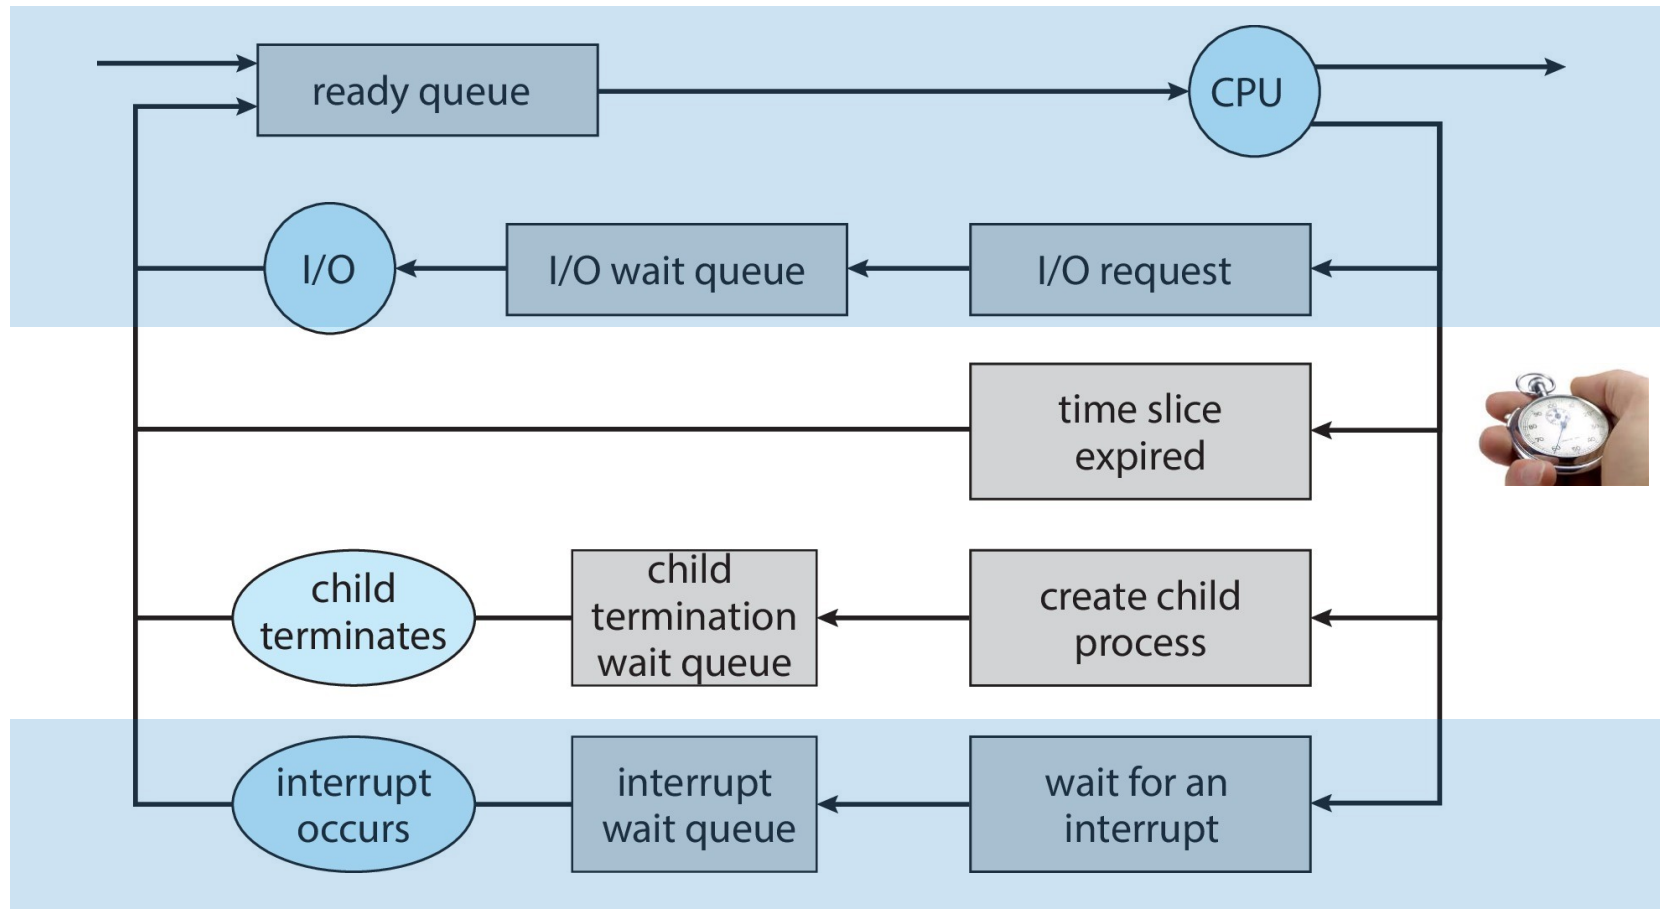 ready queue
CPU
I/O
I/O wait queue
I/O request
time slice
expired
child
terminates
child
termination
wait queue
create child
process
interrupt
occurs
interrupt
wait queue
wait for an
interrupt